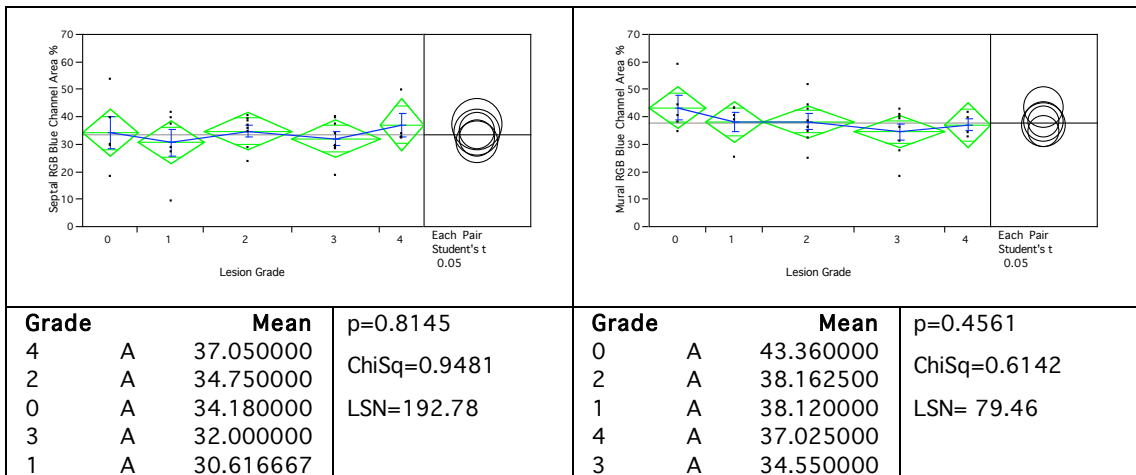 Septal RGB Blue Channel Area %
70
60
50
40
30
20
10
0
0 1 2 3 4
Lesion Grade
Each Pair
Student's t
0.05
Mural RGB Blue Channel Area %
70
60
50
40
30
20
10
0
0 1 2 3 4
Lesion Grade
Each Pair
Student's t
0.05
Grade Mean
4 A 37.050000
2 A 34.750000
0 A 34.180000
3 A 32.000000
1 A 30.616667
p=0.8145
ChiSq=0.9481
LSN=192.78
Grade Mean
0 A 43.360000
2 A 38.162500
1 A 38.120000
4 A 37.025000
3 A 34.550000
p=0.4561
ChiSq=0.6142
LSN= 79.46